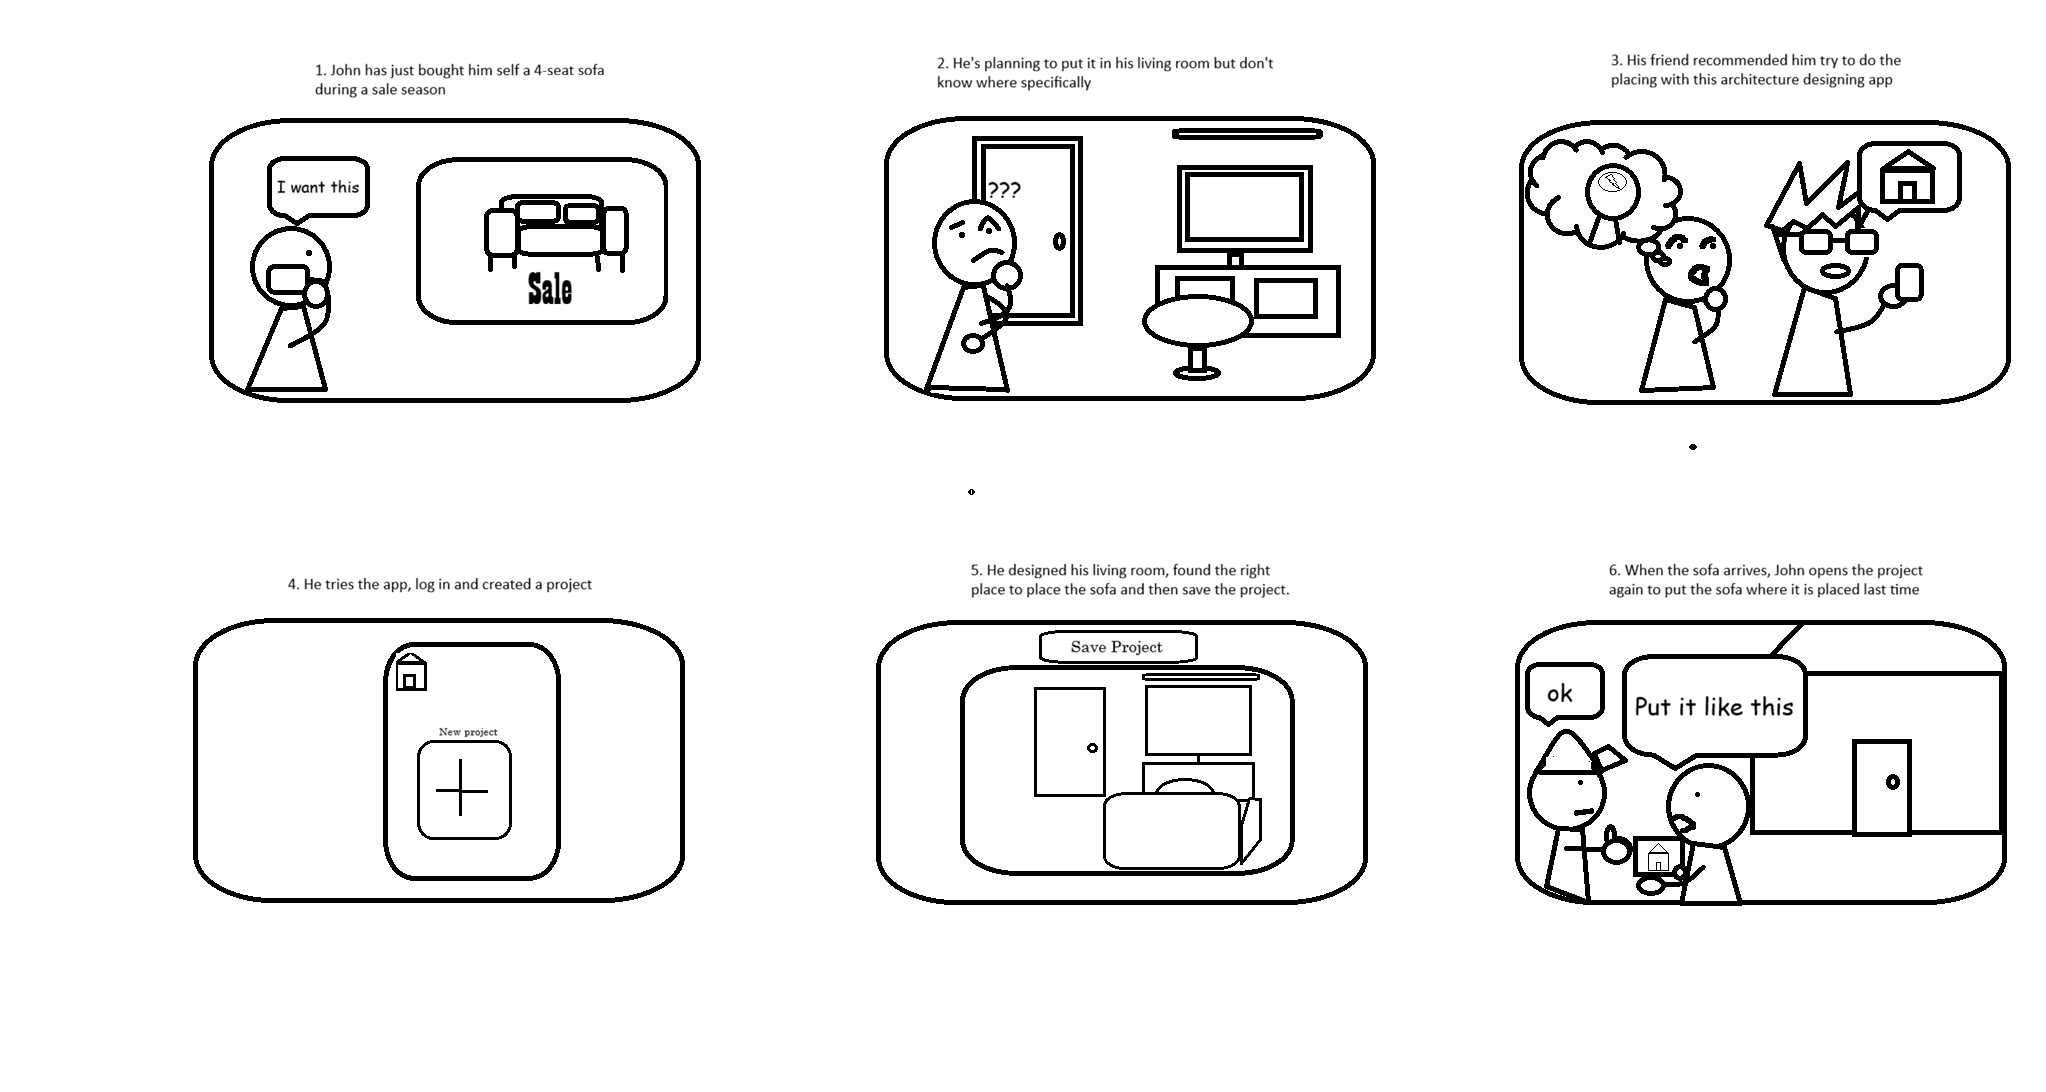 1. John has just bought him self a 4-seat sofa
during a sale season
I want this
Sale
2. He's planning to put it in his living room but don't
know where specifically
???
3. His friend recommended him try to do the
placing with this architecture designing app
4. He tries the app, log in and created a project
New project
5. He designed his living room, found the right
place to place the sofa and then save the project.
Save Project
6. When the sofa arrives, John opens the project
again to put the sofa where it is placed last time
ok
Put it like this